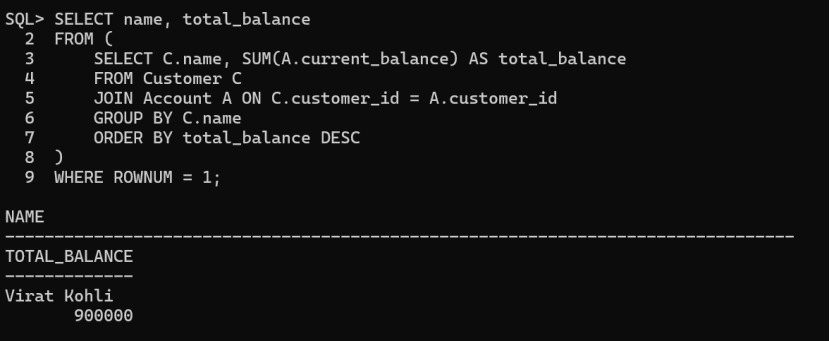 SQL> SELECT name, total_balance
  2  FROM (
  3      SELECT C.name, SUM(A.current_balance) AS total_balance
  4      FROM Customer C
  5      JOIN Account A ON C.customer_id = A.customer_id
  6      GROUP BY C.name
  7      ORDER BY total_balance DESC
  8  )
  9  WHERE ROWNUM = 1;

NAME
--------------------------------------------------------------------------------
TOTAL_BALANCE
-------------
Virat Kohli
       900000